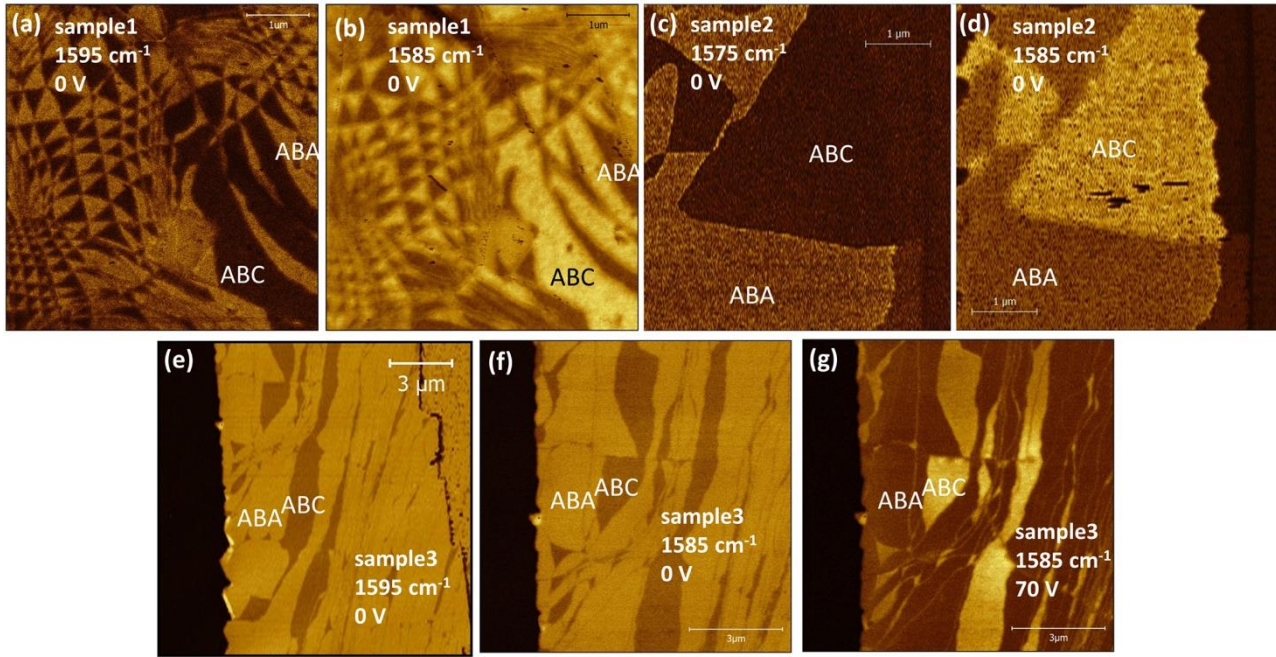 (a)
sample1
1595 cm⁻¹
0 V
1um
ABA
ABC
(b)
sample1
1585 cm⁻¹
0 V
1um
ABA
ABC
(c)
sample2
1575 cm⁻¹
0 V
1 µm
ABC
ABA
(d)
sample2
1585 cm⁻¹
0 V
ABC
ABA
1 µm
(e)
3 µm
ABA
ABC
sample3
1595 cm⁻¹
0 V
(f)
ABA
ABC
sample3
1585 cm⁻¹
0 V
3µm
(g)
ABA
ABC
sample3
1585 cm⁻¹
70 V
3µm